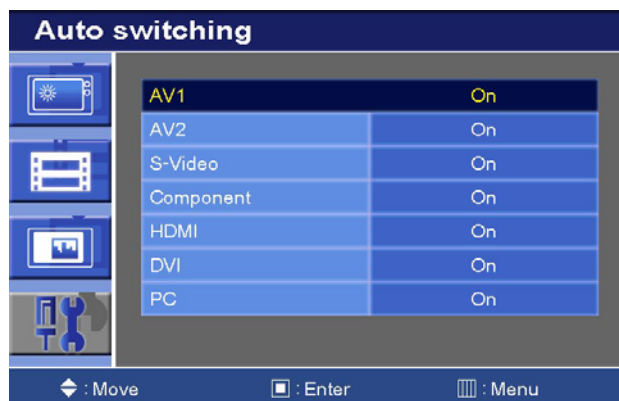 Auto switching
AV1 On
AV2 On
S-Video On
Component On
HDMI On
DVI On
PC On
: Move : Enter : Menu